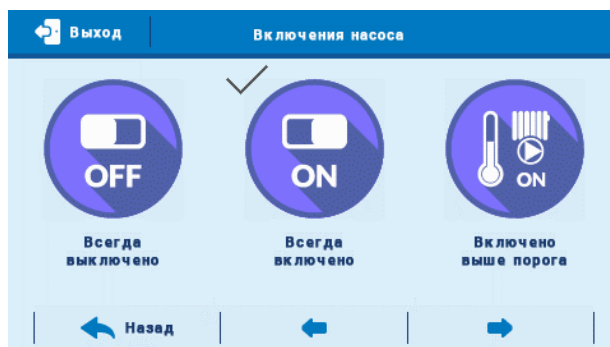 Выход
Включения насоса
OFF
ON
ON
Всегда
выключено
Всегда
включено
Включено
выше порога
Назад